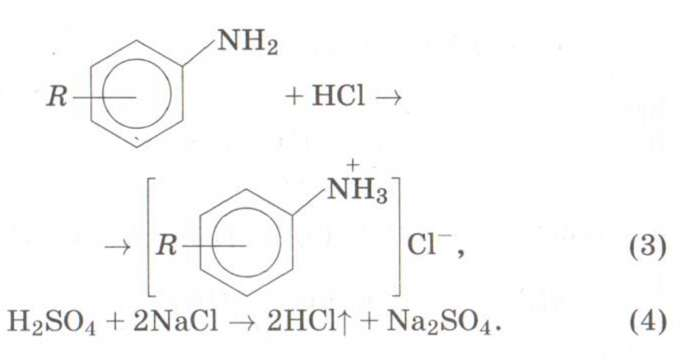 NH₂
R + HCl →
+
NH₃
→ [ R ] Cl⁻, (3)
H₂SO₄ + 2NaCl → 2HCl↑ + Na₂SO₄. (4)